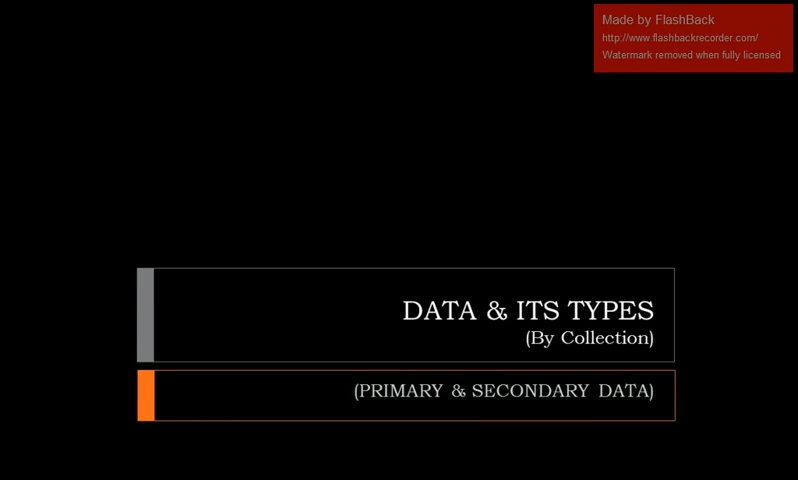 Made by FlashBack
http://www.flashbackrecorder.com/
Watermark removed when fully licensed
DATA & ITS TYPES
(By Collection)
(PRIMARY & SECONDARY DATA)